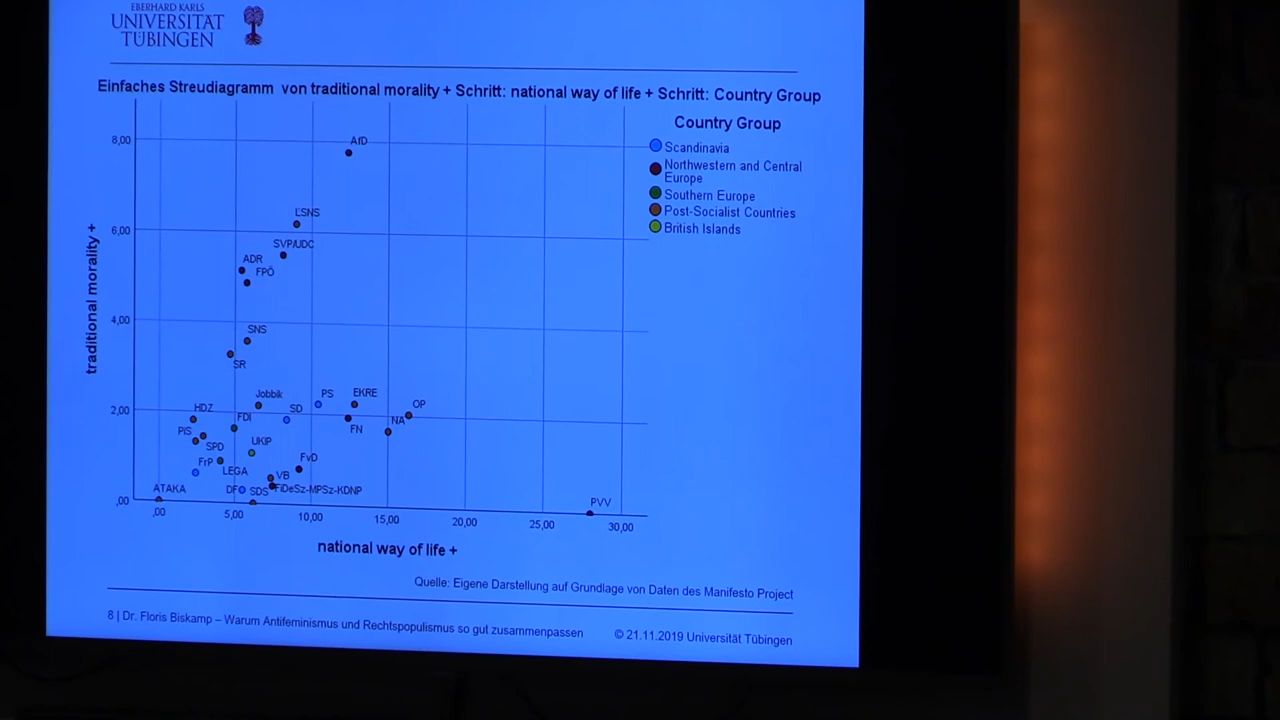 EBERHARD KARLS
UNIVERSITÄT
TÜBINGEN
Einfaches Streudiagramm von traditional morality + Schritt: national way of life + Schritt: Country Group
Country Group
Scandinavia
Northwestern and Central
Europe
Southern Europe
Post-Socialist Countries
British Islands
traditional morality +
8,00
6,00
4,00
2,00
,00
AfD
LSNS
SVP/UDC
ADR
FPÖ
SNS
SR
Jobbik
PS
EKRE
OP
HDZ
FDI
SD
NA
FN
PiS
SPD
UKIP
FrP
LEGA
FvD
VB
ATAKA
DF
SDS
FiDeSz-MPSz-KDNP
PVV
,00
5,00
10,00
15,00
20,00
25,00
30,00
national way of life +
Quelle: Eigene Darstellung auf Grundlage von Daten des Manifesto Project
8 | Dr. Floris Biskamp – Warum Antifeminismus und Rechtspopulismus so gut zusammenpassen
© 21.11.2019 Universität Tübingen